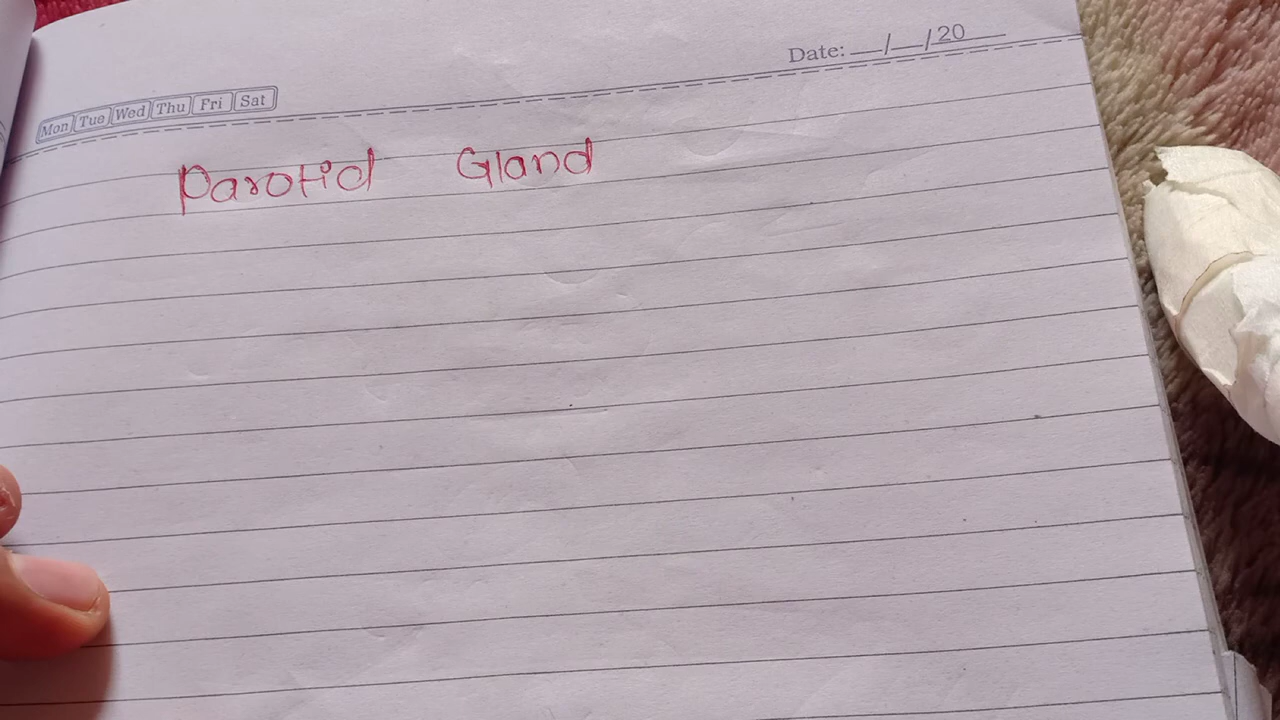 Date: __/__/20
Mon Tue Wed Thu Fri Sat
Parotid Gland